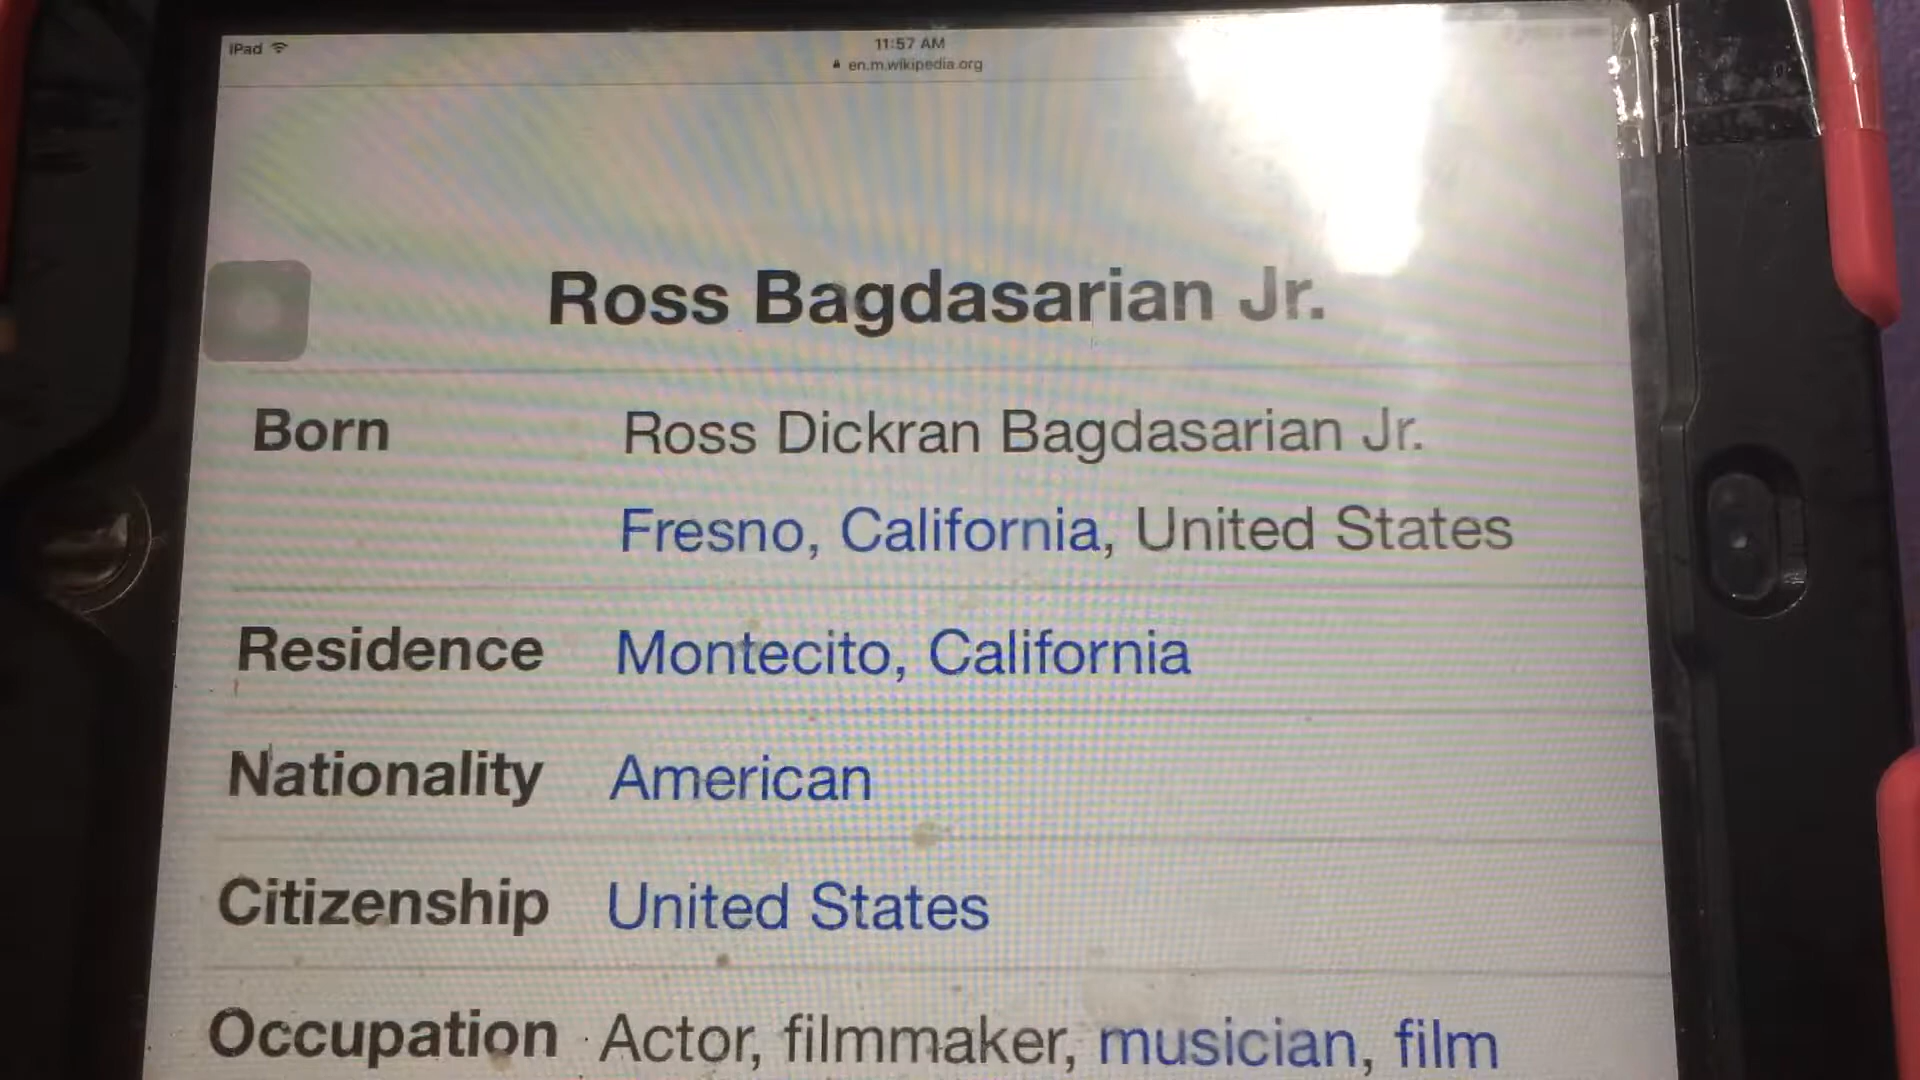 iPad
11:57 AM
en.m.wikipedia.org
Ross Bagdasarian Jr.
Born Ross Dickran Bagdasarian Jr.
Fresno, California, United States
Residence Montecito, California
Nationality American
Citizenship United States
Occupation Actor, filmmaker, musician, film